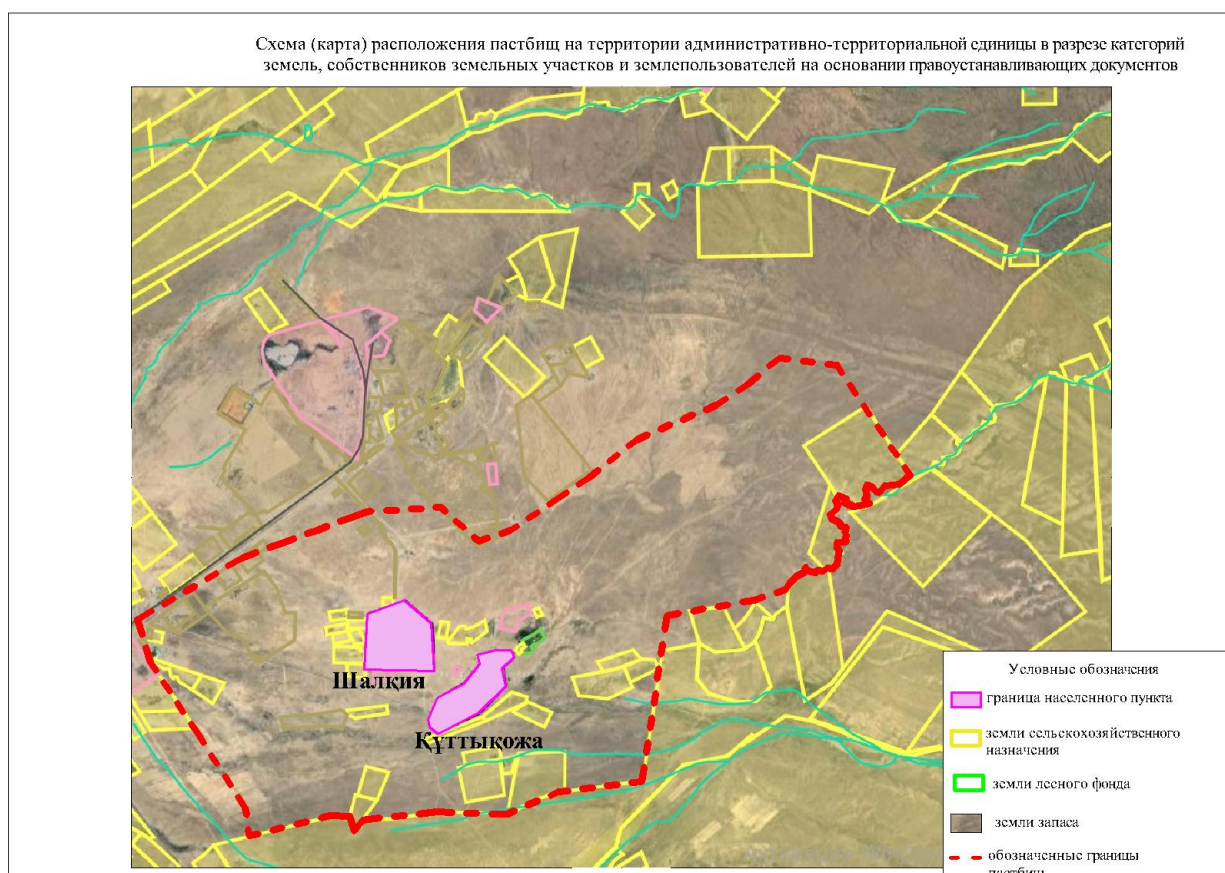 Схема (карта) расположения пастбищ на территории административно-территориальной единицы в разрезе категорий
земель, собственников земельных участков и землепользователей на основании правоустанавливающих документов
Шалқия
Құттықожа
Условные обозначения
граница населенного пункта
земли сельскохозяйственного
назначения
земли лесного фонда
земли запаса
обозначенные границы
пастбищ